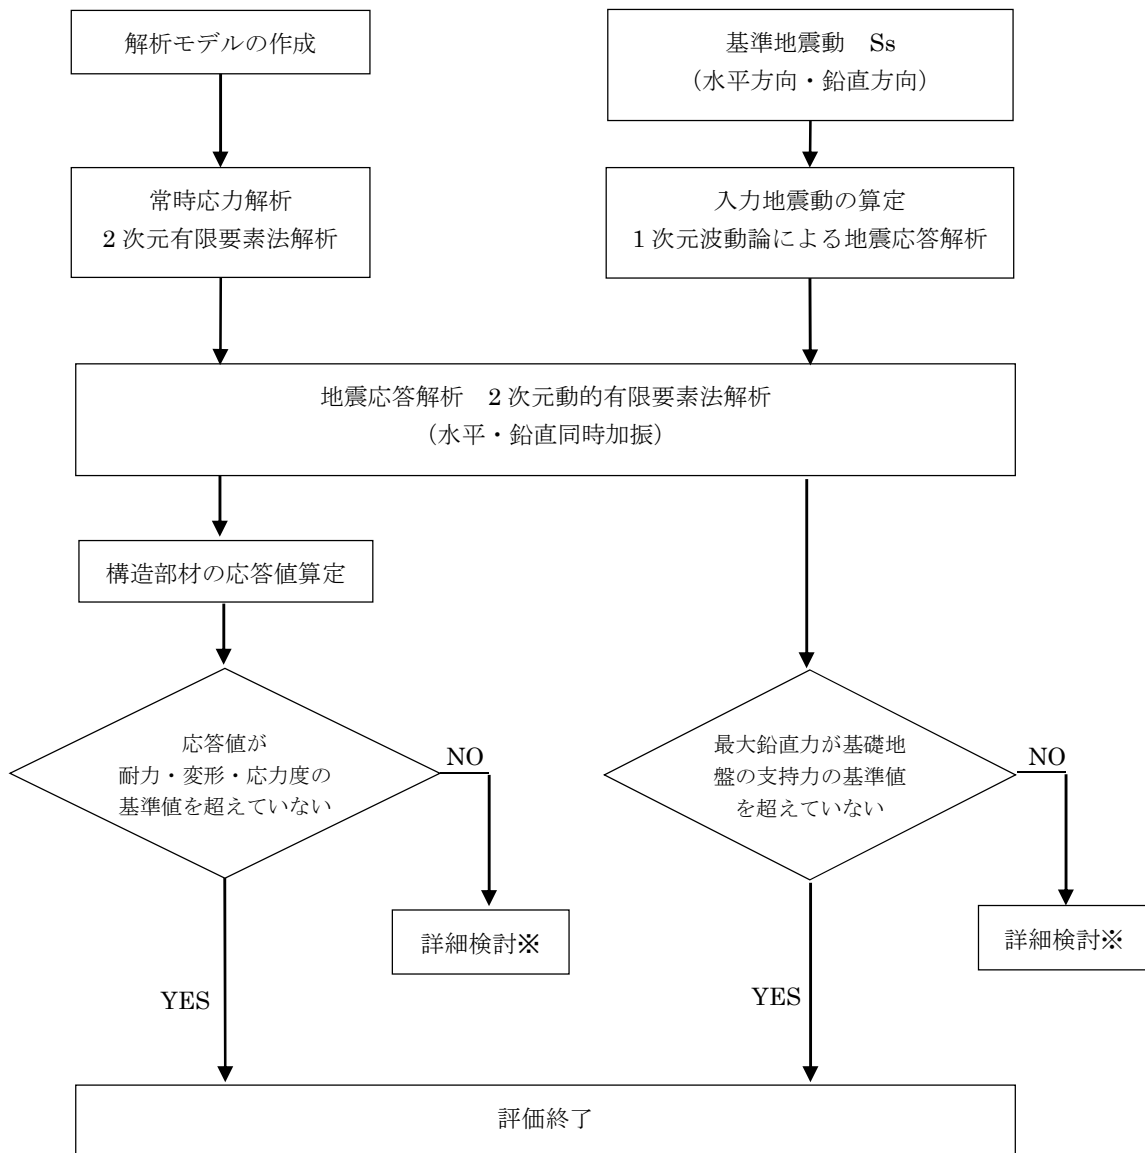 解析モデルの作成
基準地震動　Ss
（水平方向・鉛直方向）
常時応力解析
2 次元有限要素法解析
入力地震動の算定
1 次元波動論による地震応答解析
地震応答解析　2 次元動的有限要素法解析
（水平・鉛直同時加振）
構造部材の応答値算定
応答値が
耐力・変形・応力度の
基準値を超えていない
NO
最大鉛直力が基礎地
盤の支持力の基準値
を超えていない
NO
詳細検討※
詳細検討※
YES
YES
評価終了